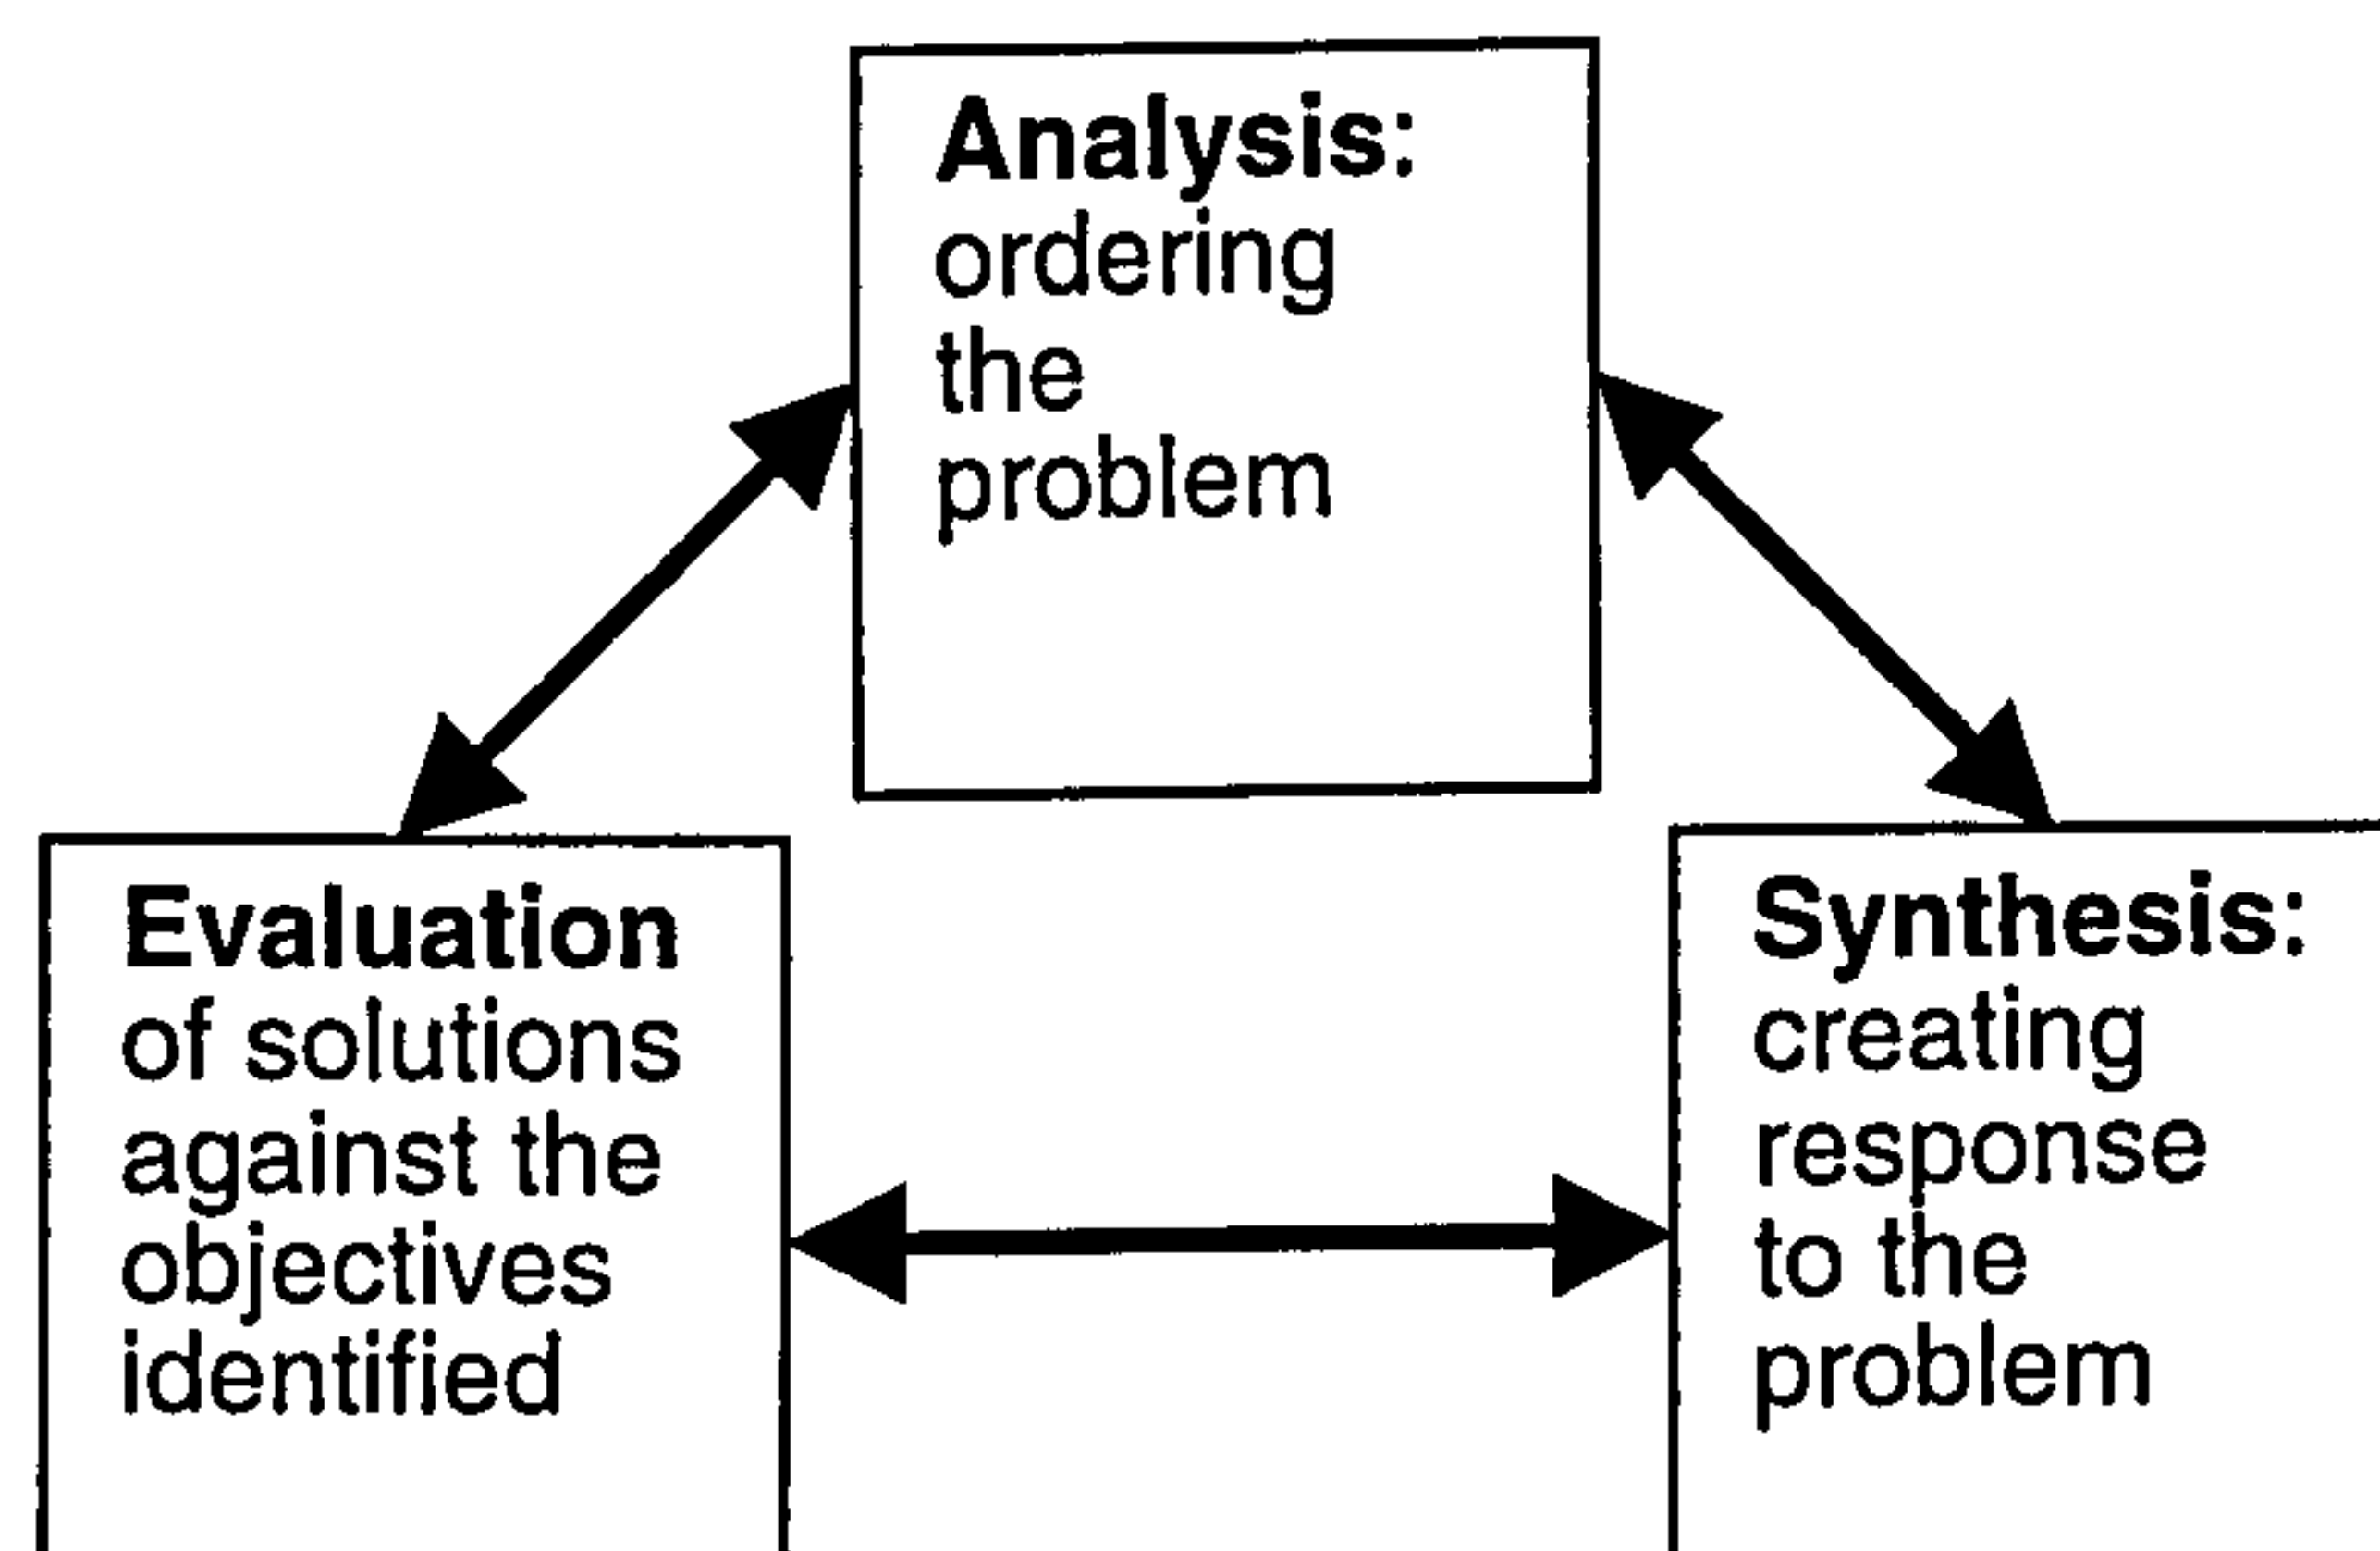 Analysis:
ordering
the
problem
Evaluation
of solutions
against the
objectives
identified
Synthesis:
creating
response
to the
problem